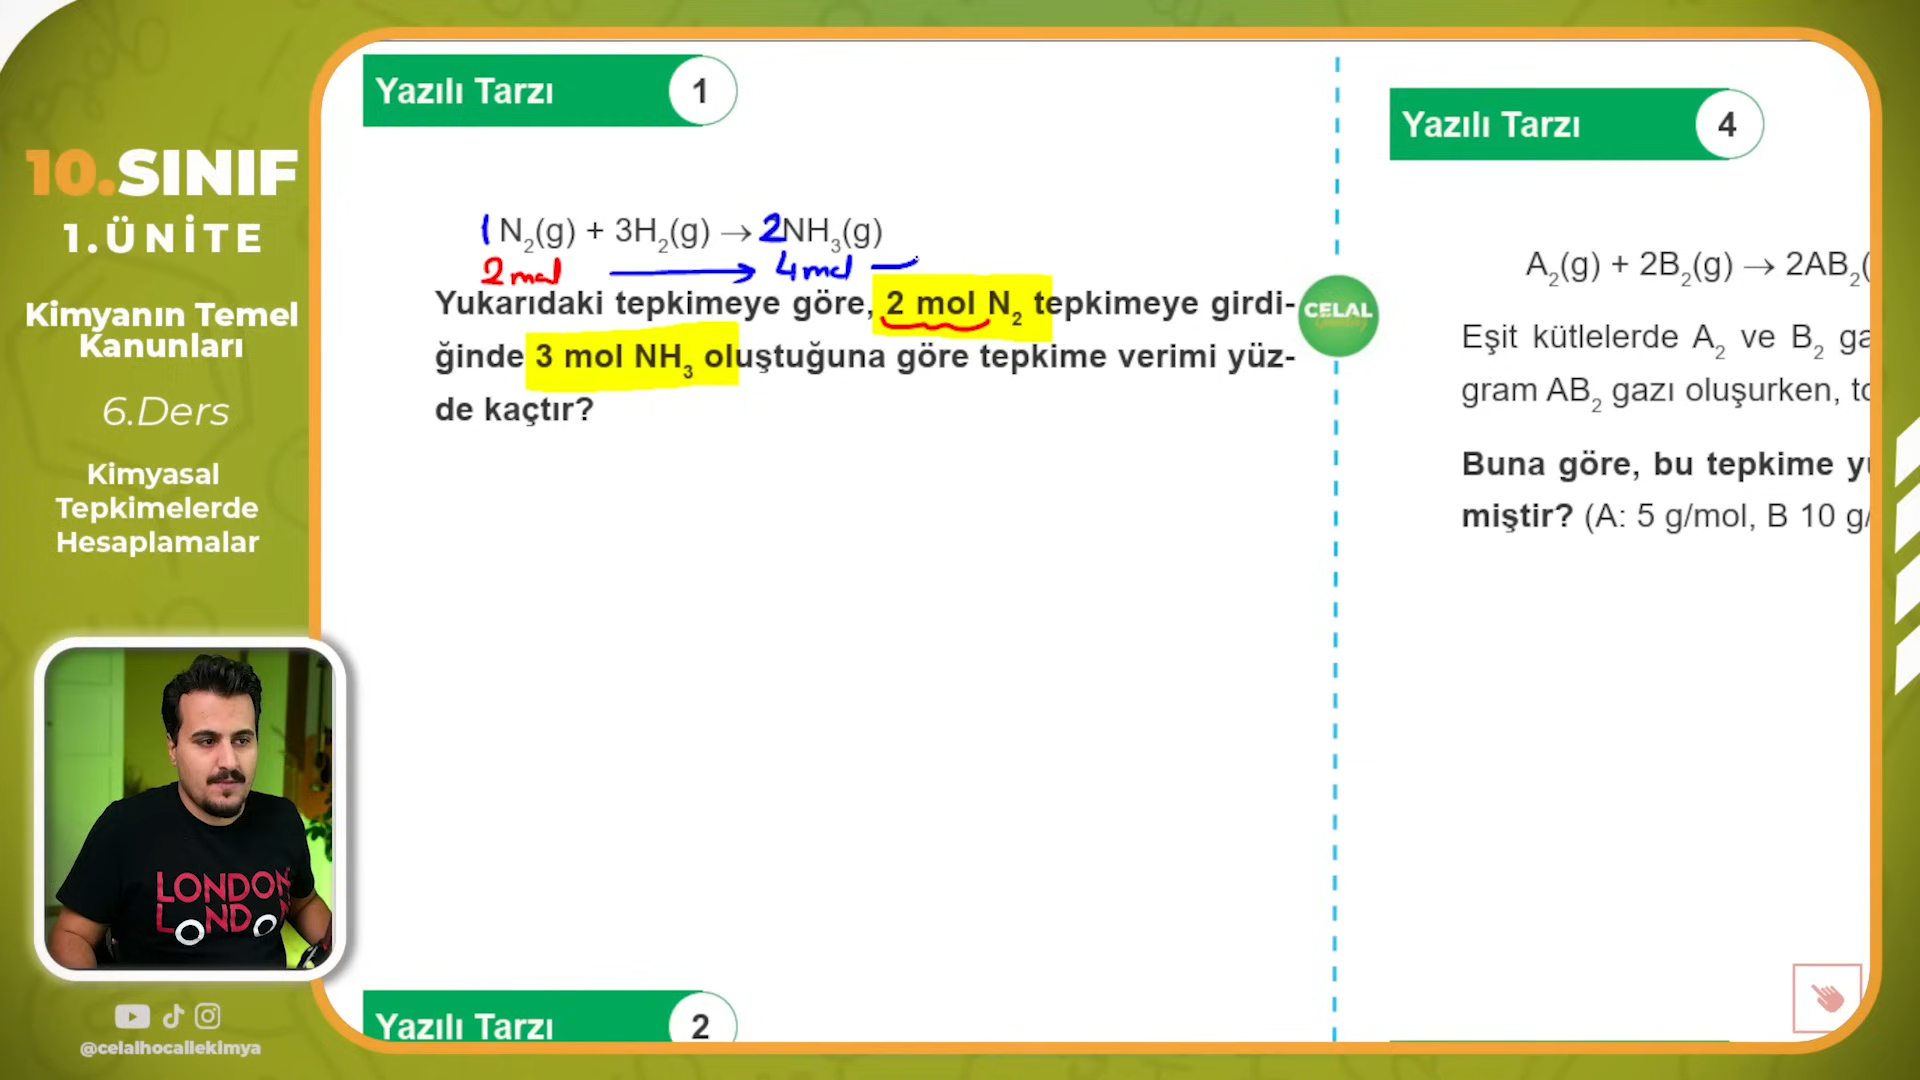 10.SINIF
1.ÜNİTE
Kimyanın Temel
Kanunları
6.Ders
Kimyasal
Tepkimelerde
Hesaplamalar
@celalhocailekimya
Yazılı Tarzı 1
1 N₂(g) + 3H₂(g) → 2NH₃(g)
2 mol → 4 mol
Yukarıdaki tepkimeye göre, 2 mol N₂ tepkimeye girdi-
ğinde 3 mol NH₃ oluştuğuna göre tepkime verimi yüz-
de kaçtır?
Yazılı Tarzı 2
CELAL
Yazılı Tarzı 4
A₂(g) + 2B₂(g) → 2AB₂(
Eşit kütlelerde A₂ ve B₂ ga
gram AB₂ gazı oluşurken, to
Buna göre, bu tepkime yü
miştir? (A: 5 g/mol, B 10 g/
LONDON
LONDO